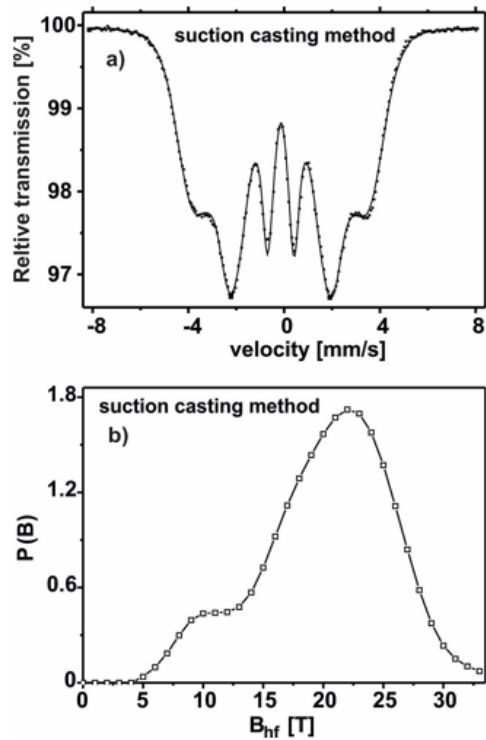 100
suction casting method
a)
99
98
97
Reltive transmission [%]
-8 -4 0 4 8
velocity [mm/s]
1.8
suction casting method
b)
1.2
0.6
0
P(B)
0 5 10 15 20 25 30
Bhf [T]